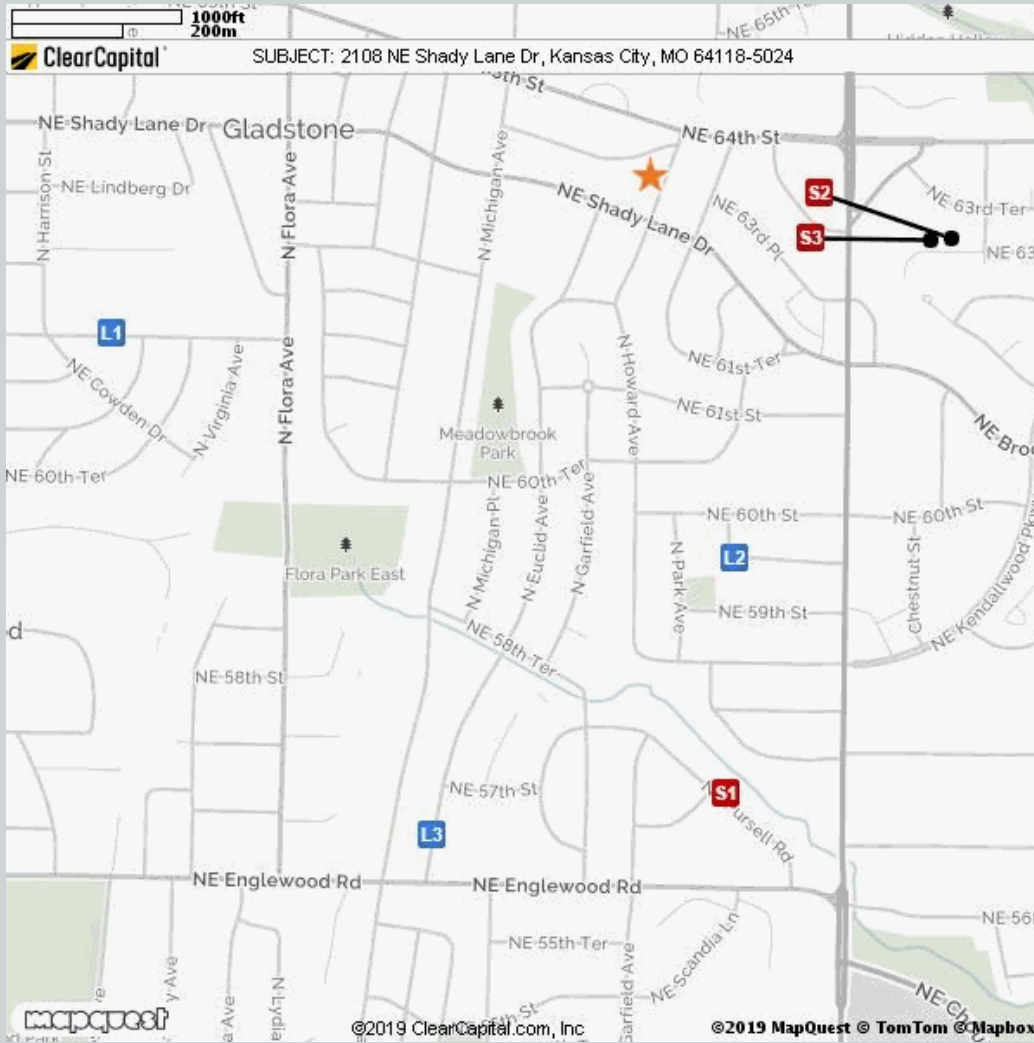 1000ft
200m
NE 65th Ter
ClearCapital
SUBJECT: 2108 NE Shady Lane Dr, Kansas City, MO 64118-5024
NE Shady Lane Dr
Gladstone
NE 64th St
N Harrison St
NE Lindberg Dr
N Flora Ave
N Michigan Ave
NE Shady Lane Dr
NE 63rd Pl
S2
S3
NE 63rd Ter
NE 63
L1
NE Cowden Dr
N Virginia Ave
N Flora Ave
N Howard Ave
NE 61st Ter
NE 61st St
Meadowbrook
Park
NE 60th Ter
NE 60th Ter
N Michigan Pl
N Euclid Ave
N Garfield Ave
NE 60th St
NE 60th St
L2
N Park Ave
Chestnut St
NE 59th St
Flora Park East
NE 58th Ter
NE 58th St
NE 57th St
S1
L3
NE Englewood Rd
NE Englewood Rd
NE 55th Ter
N Scandia Ln
NE 56
mapquest
©2019 ClearCapital.com, Inc
©2019 MapQuest © TomTom © Mapbox